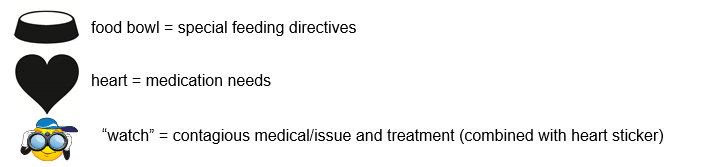 food bowl = special feeding directives
heart = medication needs
“watch” = contagious medical/issue and treatment (combined with heart sticker)